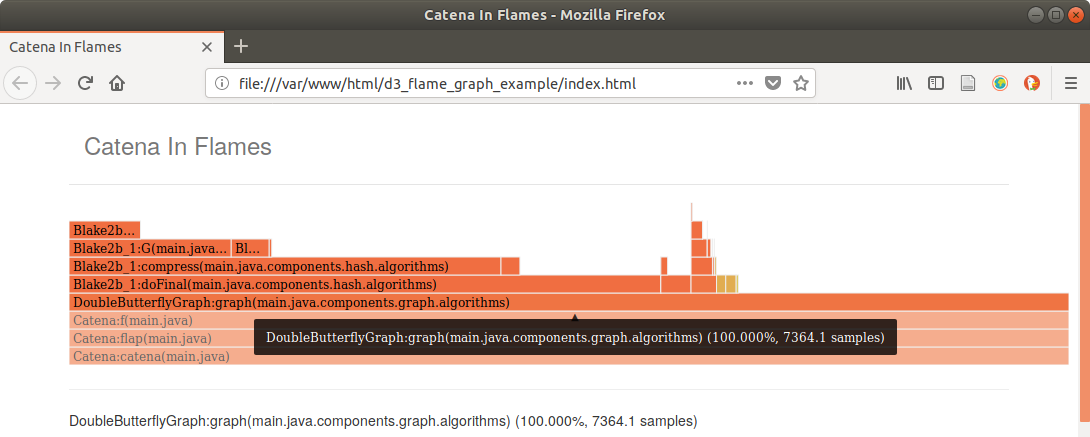 Catena In Flames - Mozilla Firefox
Catena In Flames
file:///var/www/html/d3_flame_graph_example/index.html
Catena In Flames
Blake2b...
Blake2b_1:G(main.java... Bl...
Blake2b_1:compress(main.java.components.hash.algorithms)
Blake2b_1:doFinal(main.java.components.hash.algorithms)
DoubleButterflyGraph:graph(main.java.components.graph.algorithms)
Catena:f(main.java)
Catena:flap(main.java)
DoubleButterflyGraph:graph(main.java.components.graph.algorithms) (100.000%, 7364.1 samples)
Catena:catena(main.java)
DoubleButterflyGraph:graph(main.java.components.graph.algorithms) (100.000%, 7364.1 samples)